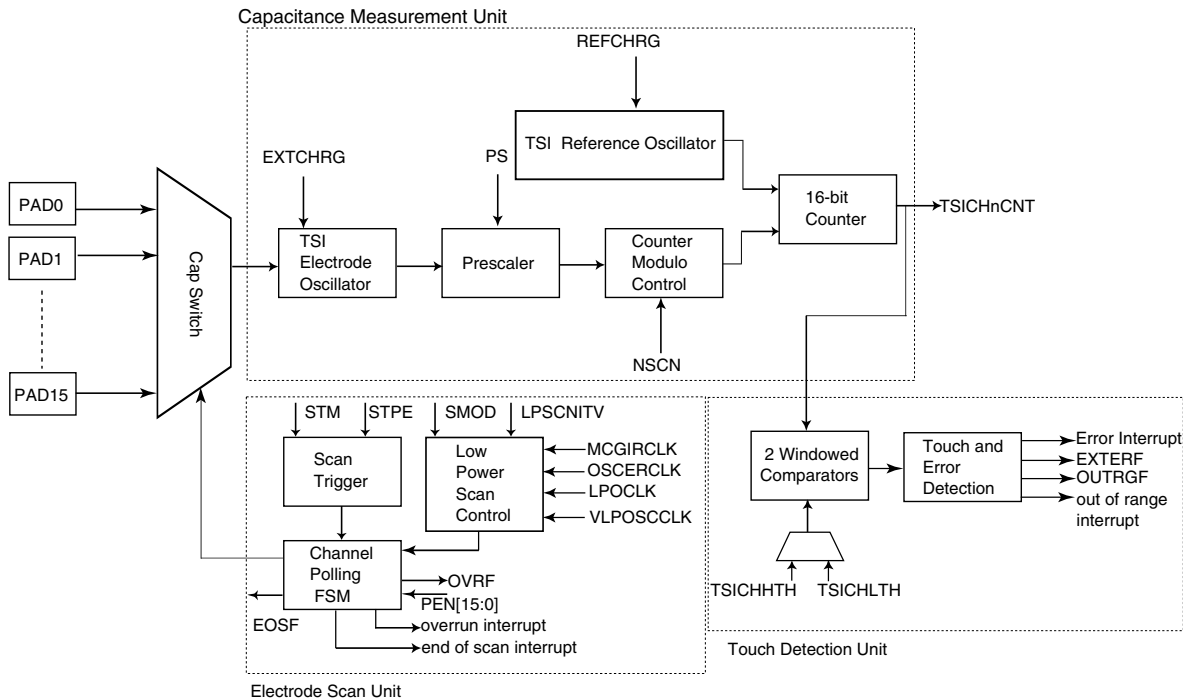 Capacitance Measurement Unit
REFCHRG
TSI Reference Oscillator
EXTCHRG
PS
PAD0
PAD1
PAD15
Cap Switch
TSI
Electrode
Oscillator
Prescaler
Counter
Modulo
Control
16-bit
Counter
TSICHnCNT
NSCN
STM
STPE
SMOD
LPSCNITV
Scan
Trigger
Low
Power
Scan
Control
MCGIRCLK
OSCERCLK
LPOCLK
VLPOSCCLK
Channel
Polling
FSM
OVRF
PEN[15:0]
EOSF
overrun interrupt
end of scan interrupt
Electrode Scan Unit
2 Windowed
Comparators
Touch and
Error
Detection
Error Interrupt
EXTERF
OUTRGF
out of range
interrupt
TSICHHTH
TSICHLTH
Touch Detection Unit